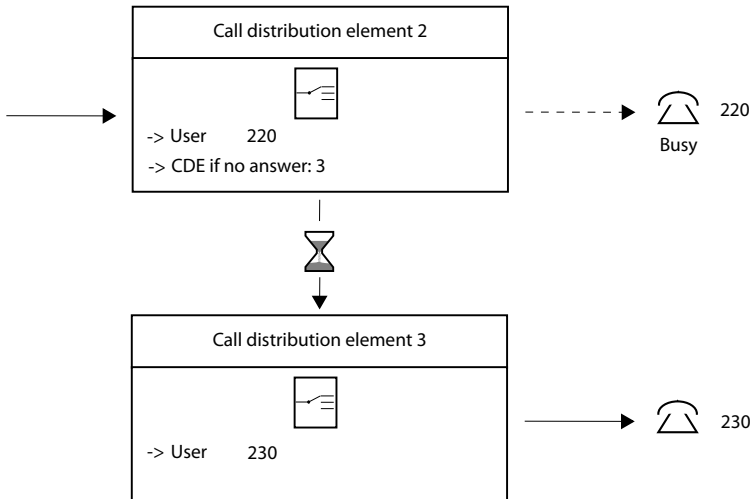 Call distribution element 2
-> User 220
-> CDE if no answer: 3
220
Busy
Call distribution element 3
-> User 230
230